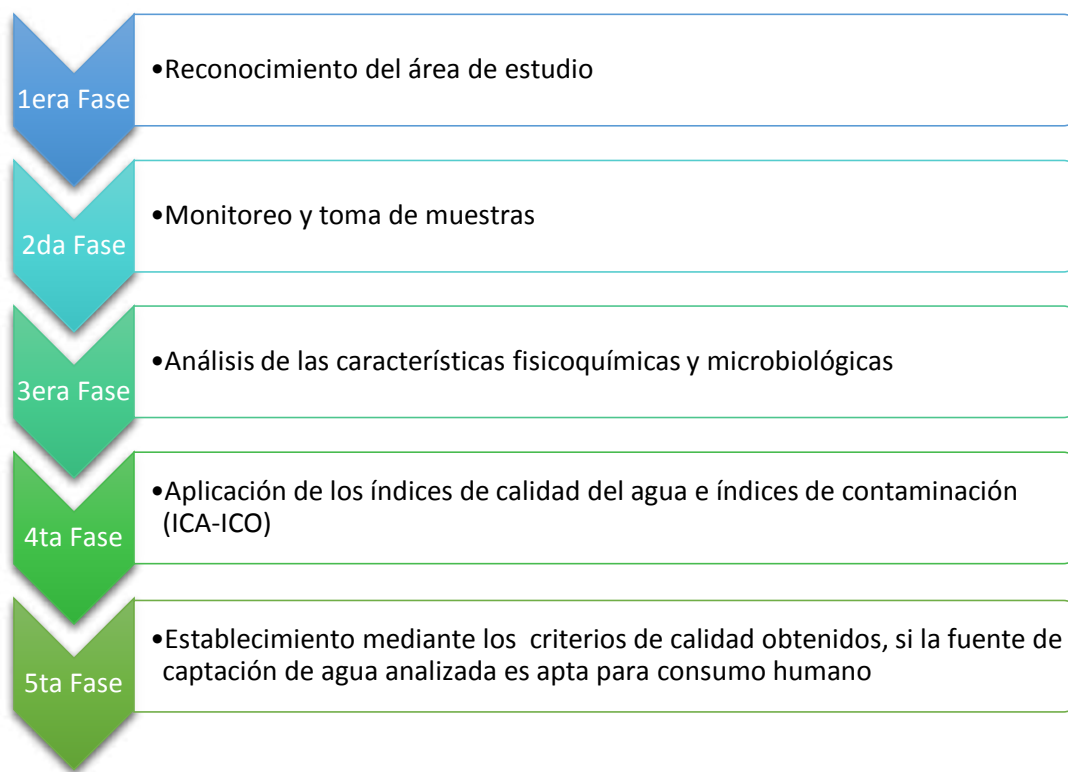 1era Fase
•Reconocimiento del área de estudio
2da Fase
•Monitoreo y toma de muestras
3era Fase
•Análisis de las características fisicoquímicas y microbiológicas
4ta Fase
•Aplicación de los índices de calidad del agua e índices de contaminación
(ICA-ICO)
5ta Fase
•Establecimiento mediante los criterios de calidad obtenidos, si la fuente de
captación de agua analizada es apta para consumo humano